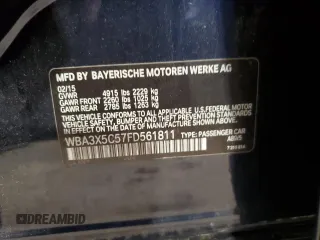 MFD BY BAYERISCHE MOTOREN WERKE AG
02/15
GVWR 4915 lbs 2229 kg
GAWR FRONT 2260 lbs 1025 kg
GAWR REAR 2785 lbs 1263 kg
THIS VEHICLE CONFORMS TO ALL APPLICABLE U.S. FEDERAL MOTOR VEHICLE SAFETY, BUMPER AND THEFT PREVENTION STANDARDS IN EFFECT ON THE DATE OF MANUFACTURE SHOWN ABOVE
WBA3X5C57FD561811
TYPE: PASSENGER CAR
DREAMBID